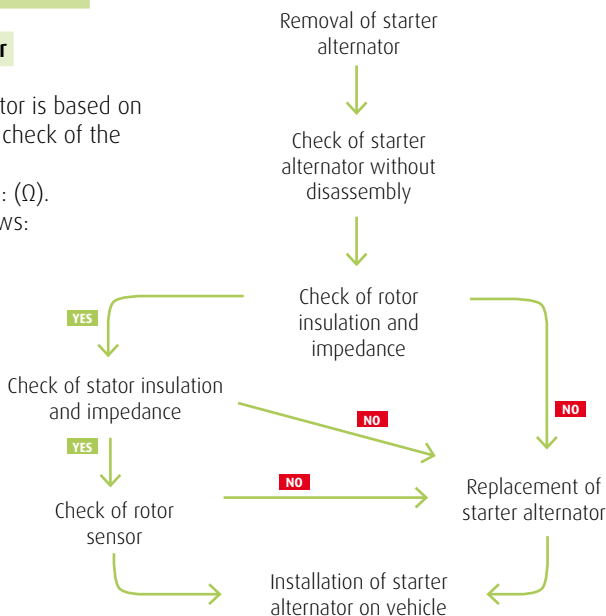 r
tor is based on
check of the
: (Ω).
ws:
Removal of starter
alternator
Check of starter
alternator without
disassembly
Check of rotor
insulation and
impedance
YES
NO
Check of stator insulation
and impedance
NO
YES
NO
Check of rotor
sensor
Replacement of
starter alternator
Installation of starter
alternator on vehicle